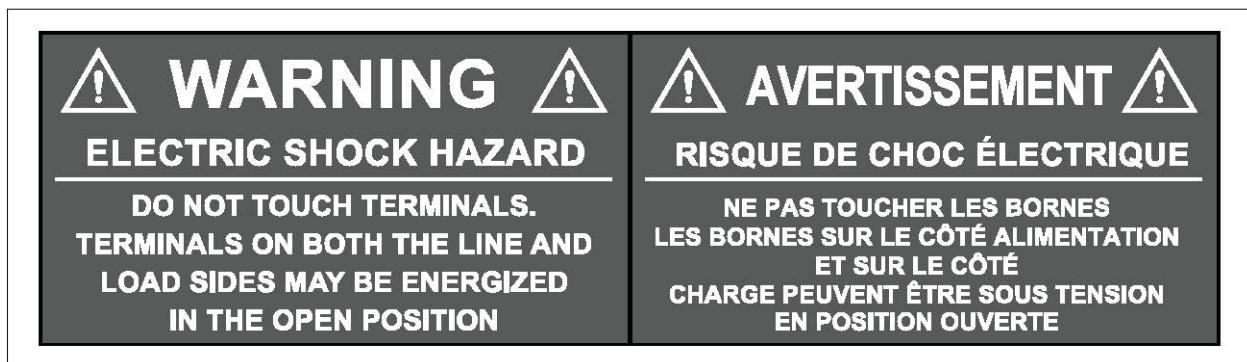 WARNING
ELECTRIC SHOCK HAZARD
DO NOT TOUCH TERMINALS.
TERMINALS ON BOTH THE LINE AND
LOAD SIDES MAY BE ENERGIZED
IN THE OPEN POSITION
AVERTISSEMENT
RISQUE DE CHOC ÉLECTRIQUE
NE PAS TOUCHER LES BORNES
LES BORNES SUR LE CÔTÉ ALIMENTATION
ET SUR LE CÔTÉ
CHARGE PEUVENT ÊTRE SOUS TENSION
EN POSITION OUVERTE